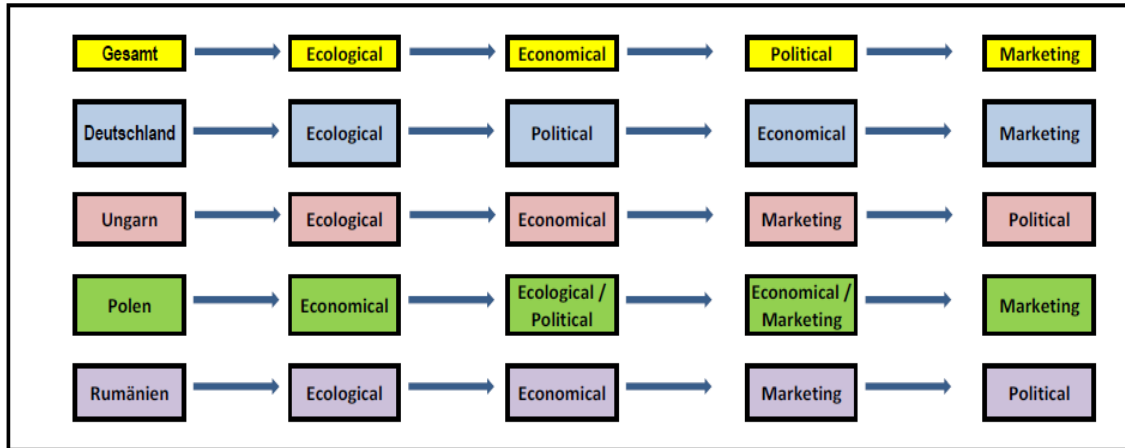 Gesamt Ecological Economical Political Marketing
Deutschland Ecological Political Economical Marketing
Ungarn Ecological Economical Marketing Political
Polen Economical Ecological / Political Economical / Marketing Marketing
Rumänien Ecological Economical Marketing Political